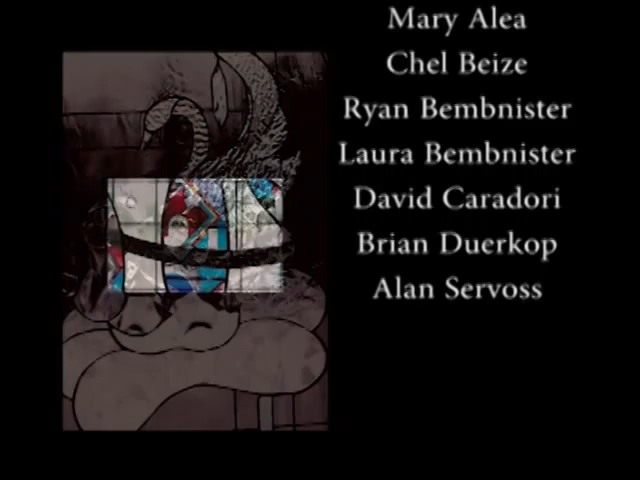 Mary Alea
Chel Beize
Ryan Bembnister
Laura Bembnister
David Caradori
Brian Duerkop
Alan Servoss